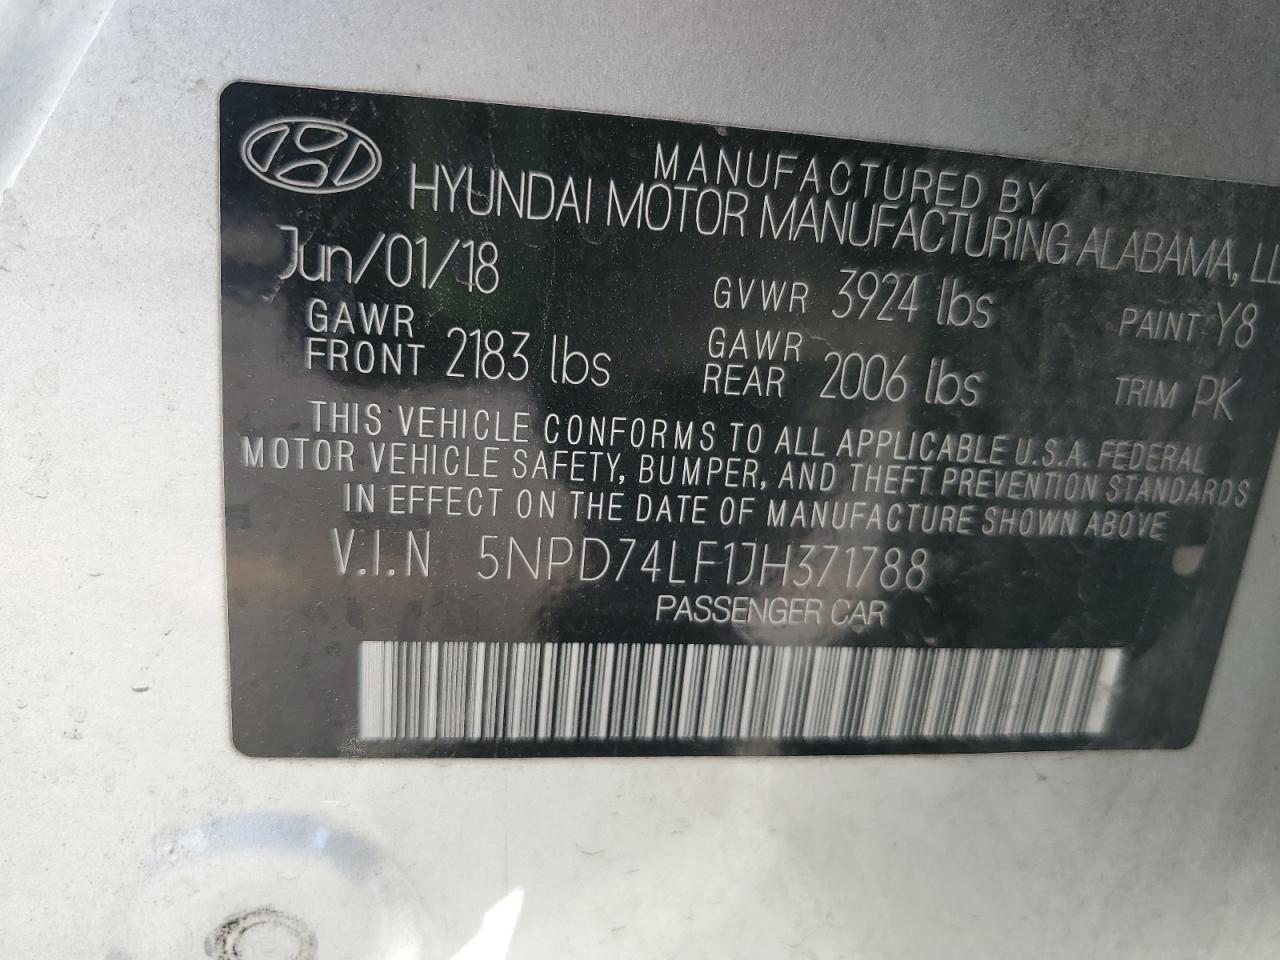 MANUFACTURED BY
HYUNDAI MOTOR MANUFACTURING ALABAMA, LL
Jun/01/18 GVWR 3924 lbs PAINT Y8
GAWR FRONT 2183 lbs GAWR REAR 2006 lbs TRIM PK
THIS VEHICLE CONFORMS TO ALL APPLICABLE U.S.A. FEDERAL
MOTOR VEHICLE SAFETY, BUMPER, AND THEFT PREVENTION STANDARDS
IN EFFECT ON THE DATE OF MANUFACTURE SHOWN ABOVE
V.I.N 5NPD74LF1JH371788
PASSENGER CAR